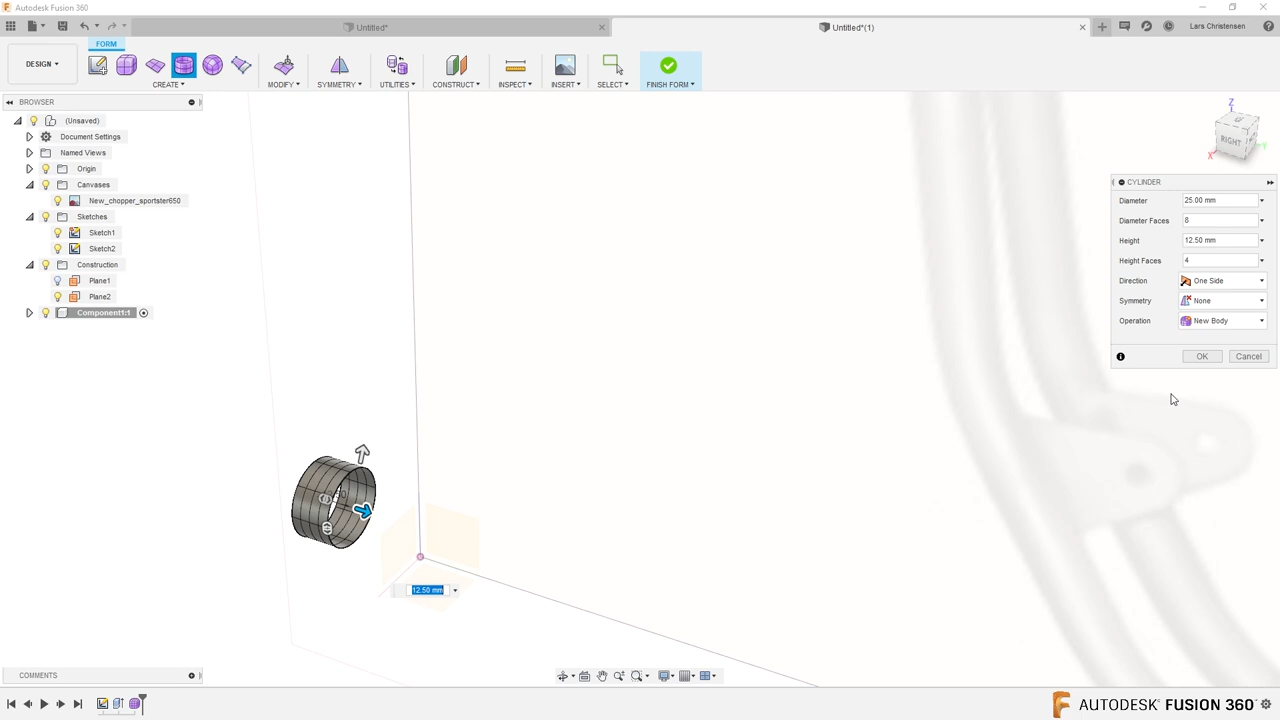 Autodesk Fusion 360
Untitled*
Untitled*(1)
Lars Christensen
FORM
DESIGN
CREATE
MODIFY
SYMMETRY
UTILITIES
CONSTRUCT
INSPECT
INSERT
SELECT
FINISH FORM
BROWSER
(Unsaved)
Document Settings
Named Views
Origin
Canvases
New_chopper_sportster650
Sketches
Sketch1
Sketch2
Construction
Plane1
Plane2
Component1:1
Z
RIGHT
X
Y
CYLINDER
Diameter 25.00 mm
Diameter Faces 8
Height 12.50 mm
Height Faces 4
Direction One Side
Symmetry None
Operation New Body
OK Cancel
12.50 mm
COMMENTS
AUTODESK FUSION 360°